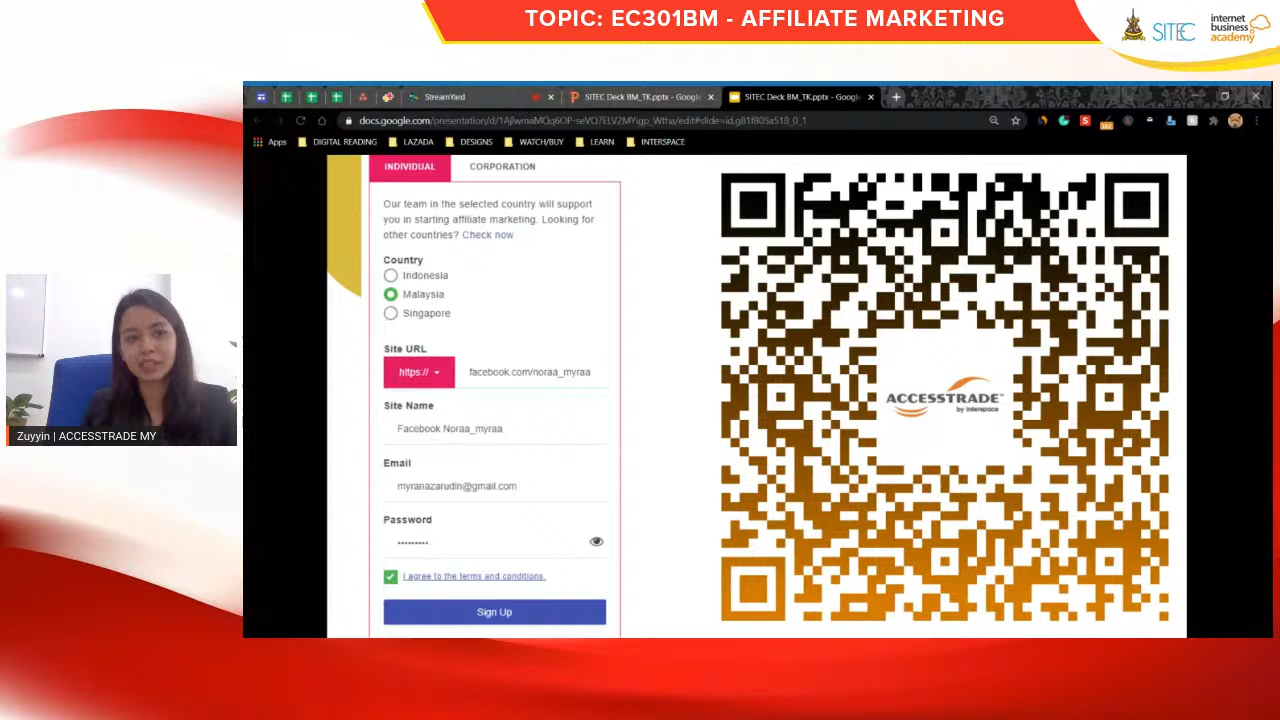 TOPIC: EC301BM - AFFILIATE MARKETING
SITEC
internet
business
academy
StreamYard
SITEC Deck BM_TK.pptx - Google
SITEC Deck BM_TK.pptx - Google
Apps
DIGITAL READING
LAZADA
DESIGNS
WATCH/BUY
LEARN
INTERSPACE
INDIVIDUAL
CORPORATION
Our team in the selected country will support
you in starting affiliate marketing. Looking for
other countries? Check now
Country
Indonesia
Malaysia
Singapore
Site URL
https://
facebook.com/noraa_myraa
Site Name
Facebook Noraa_myraa
Email
myranazarudin@gmail.com
Password
•••••••••
I agree to the terms and conditions.
Sign Up
ACCESSTRADE
by interspace
Zuyyin | ACCESSTRADE MY